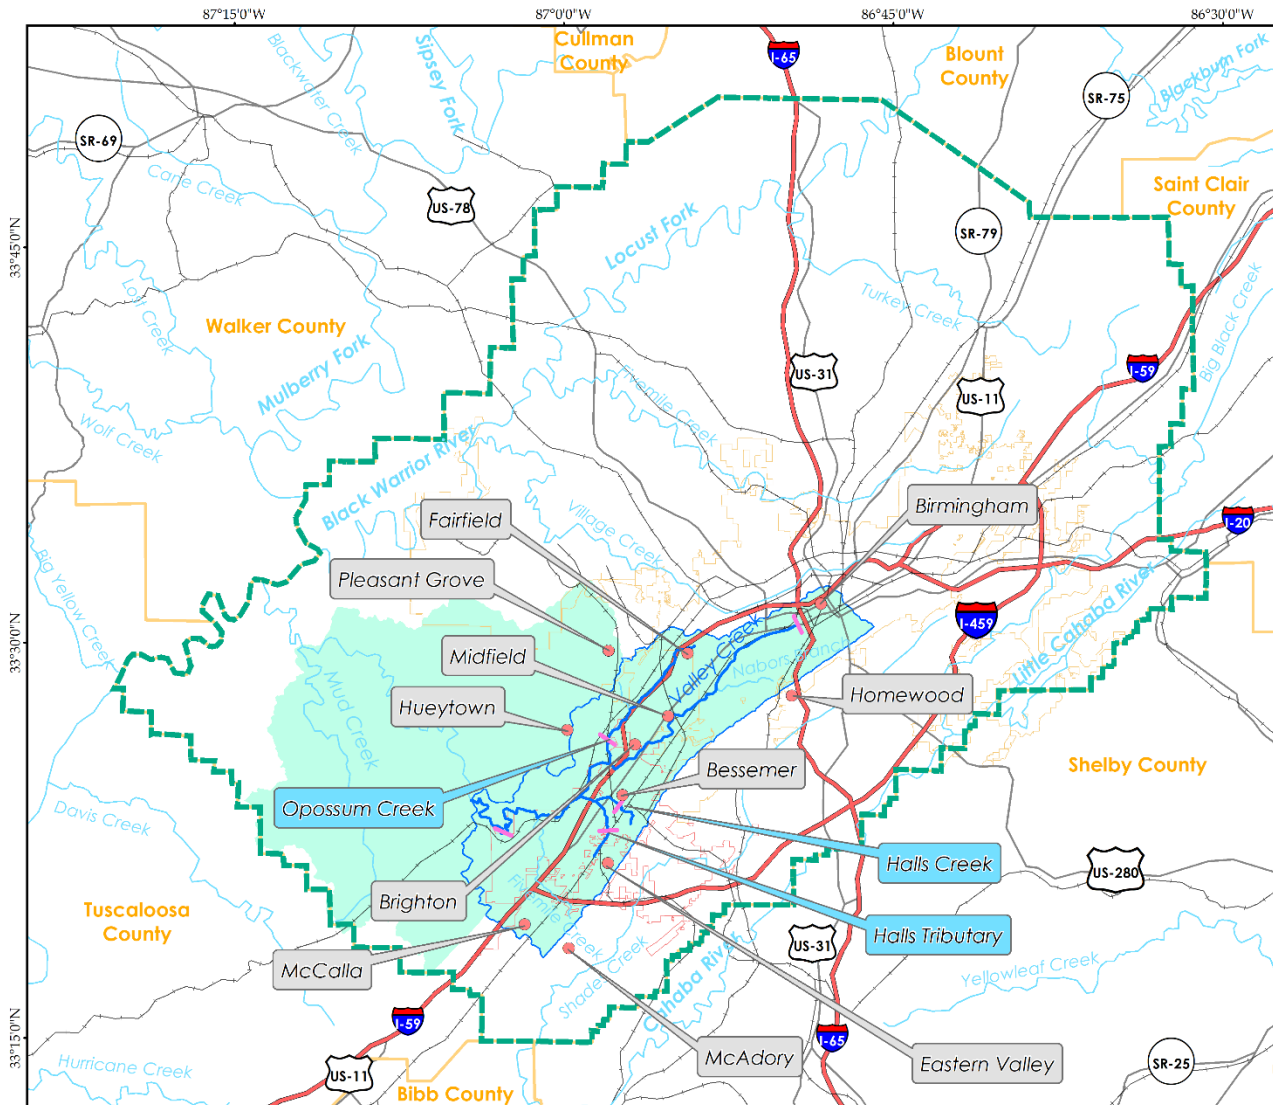 87°15'0"W
87°0'0"W
86°45'0"W
86°30'0"W
Cullman
County
I-65
Blount
County
SR-75
Blackburn Fork
Blackwater Creek
Sipsey Fork
SR-69
Cane Creek
US-78
Saint Clair
County
SR-79
Locust Fork
33°45'0"N
Turkey Creek
Big Black Creek
Lost Creek
Walker County
Mulberry Fork
US-31
I-59
US-11
Fivemile Creek
Wolf Creek
Black Warrior River
Fairfield
Birmingham
I-20
Village Creek
Big Yellow Creek
Pleasant Grove
Little Cahaba River
I-459
33°30'0"N
Midfield
Valley Creek
Nabors Branch
Mud Creek
Hueytown
Homewood
Bessemer
Shelby County
Opossum Creek
Davis Creek
Halls Creek
US-280
Brighton
Tuscaloosa
County
Halls Tributary
McCalla
Shades Creek
Cahaba River
US-31
Yellowleaf Creek
33°15'0"N
I-59
I-65
McAdory
Eastern Valley
SR-25
Hurricane Creek
US-11
Bibb County